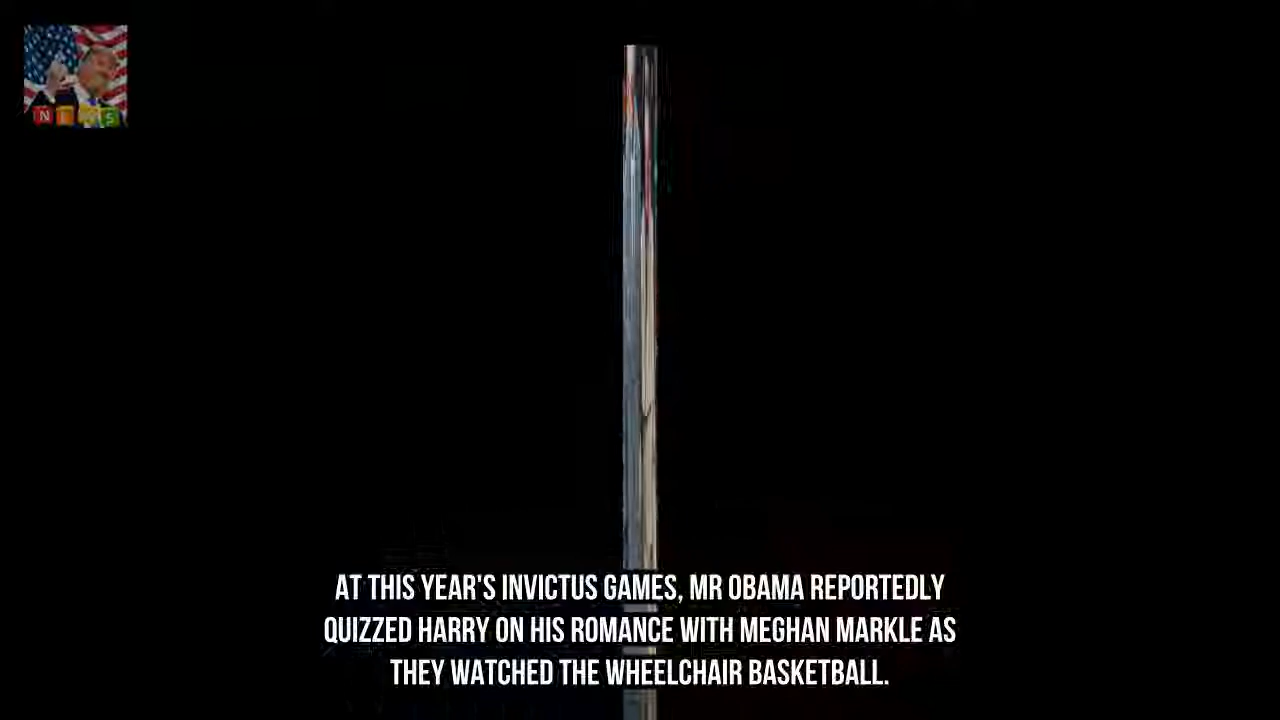 NEWS
AT THIS YEAR'S INVICTUS GAMES, MR OBAMA REPORTEDLY
QUIZZED HARRY ON HIS ROMANCE WITH MEGHAN MARKLE AS
THEY WATCHED THE WHEELCHAIR BASKETBALL.